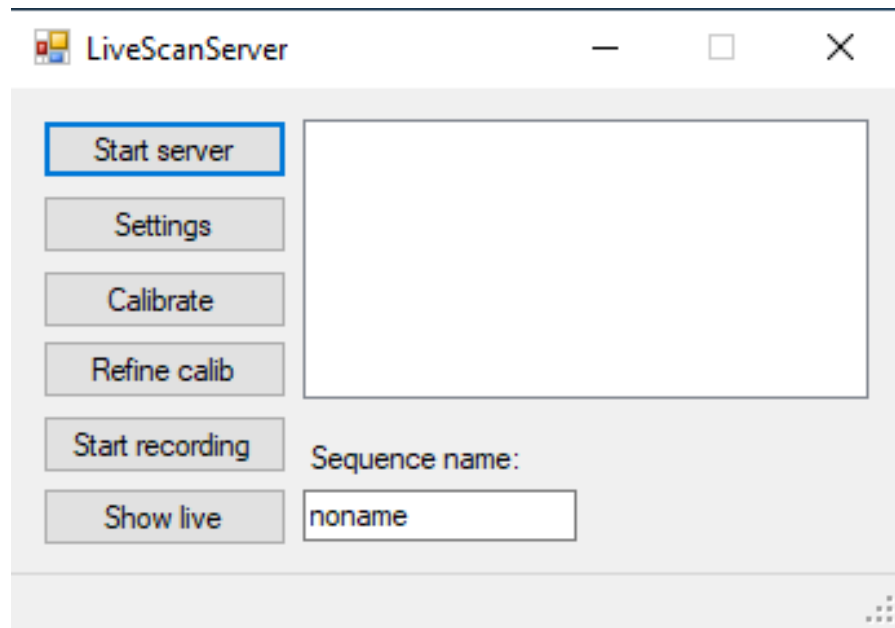 LiveScanServer
Start server
Settings
Calibrate
Refine calib
Start recording
Show live
Sequence name:
noname